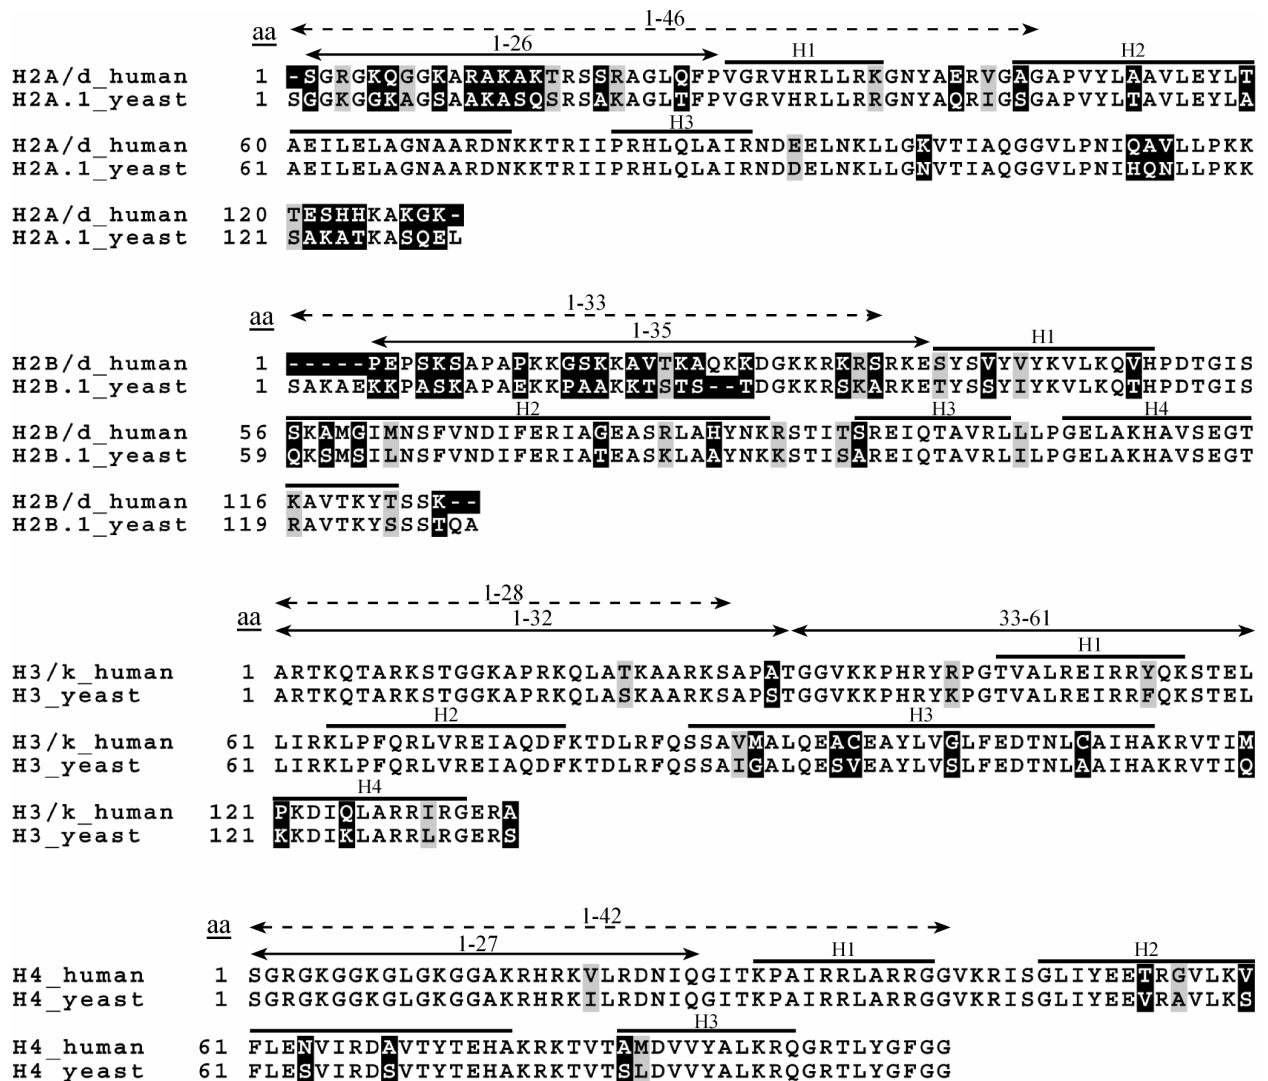 1-46
aa
1-26 H1 H2
H2A/d_human 1 -SGRGKQGGKARAKAKTRSSRAGLQFPVGRVHRLLRKGNYAERVGAGAPVYLAAVLEYLT
H2A.1_yeast 1 SGGKGGKAGSAAKASQSRSAKAGLTFPVGRVHRLLRRGNYAQRIGSGAPVYLTAVLEYLA
H3
H2A/d_human 60 AEILELAGNAARDNKKTRIIPRHLQLAIRNDEELNKLLGKVTIAQGGVLPNIQAVLLPKK
H2A.1_yeast 61 AEILELAGNAARDNKKTRIIPRHLQLAIRNDDELNKLLGNVTIAQGGVLPNIHQNLLPKK
H2A/d_human 120 TESHHKAKGK-
H2A.1_yeast 121 SAKATKASQEL
1-33
aa
1-35 H1
H2B/d_human 1 -----PEPSKSAPAPKKGSKKAVTKAQKKDGKKRKRSRKESYSVYVYKVLKQVHPDTGIS
H2B.1_yeast 1 SAKAEKKPASKAPAEKKPAAKKTSTS--TDGKKRSKARKETYSSYIYKVLKQTHPDTGIS
H2 H3 H4
H2B/d_human 56 SKAMGIMNSFVNDIFERIAGEASRLAHYNKRSTITSREIQTAVRLLLPGELAKHAVSEGT
H2B.1_yeast 59 QKSMSILNSFVNDIFERIATEASKLAAYNKKSTISAREIQTAVRLILPGELAKHAVSEGT
H2B/d_human 116 KAVTKYTSSK--
H2B.1_yeast 119 RAVTKYSSSTQA
1-28
aa
1-32 33-61
H1
H3/k_human 1 ARTKQTARKSTGGKAPRKQLATKAARKSAPATGGVKKPHRYRPGTVALREIRRYQKSTEL
H3_yeast 1 ARTKQTARKSTGGKAPRKQLASKAARKSAPSTGGVKKPHRYKPGTVALREIRRFQKSTEL
H2 H3
H3/k_human 61 LIRKLPFQRLVREIAQDFKTDLRFQSSAVMALQEACEAYLVGLFEDTNLCAIHAKRVTIM
H3_yeast 61 LIRKLPFQRLVREIAQDFKTDLRFQSSAIGALQESVEAYLVSLFEDTNLAAIHAKRVTIQ
H4
H3/k_human 121 PKDIQLARRIRGERA
H3_yeast 121 KKDIKLARRLRGERS
1-42
aa
1-27 H1 H2
H4_human 1 SGRGKGGKGLGKGGAKRHRKVLRDNIQGITKPAIRRLARRGGVKRISGLIYEETRGVLKV
H4_yeast 1 SGRGKGGKGLGKGGAKRHRKILRDNIQGITKPAIRRLARRGGVKRISGLIYEEVRAVLKS
H3
H4_human 61 FLENVIRDAVTYTEHAKRKTVTAMDVVYALKRQGRTLYGFGG
H4_yeast 61 FLESVIRDSVTYTEHAKRKTVTSLDVVYALKRQGRTLYGFGG